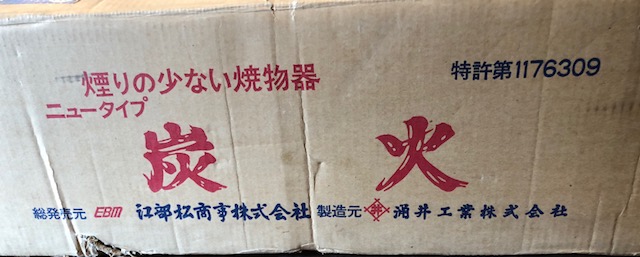 煙りの少ない焼物器
特許第1176309
ニュータイプ
炭火
総発売元 EBM 江部松商事株式会社 製造元 井 涌井工業株式会社